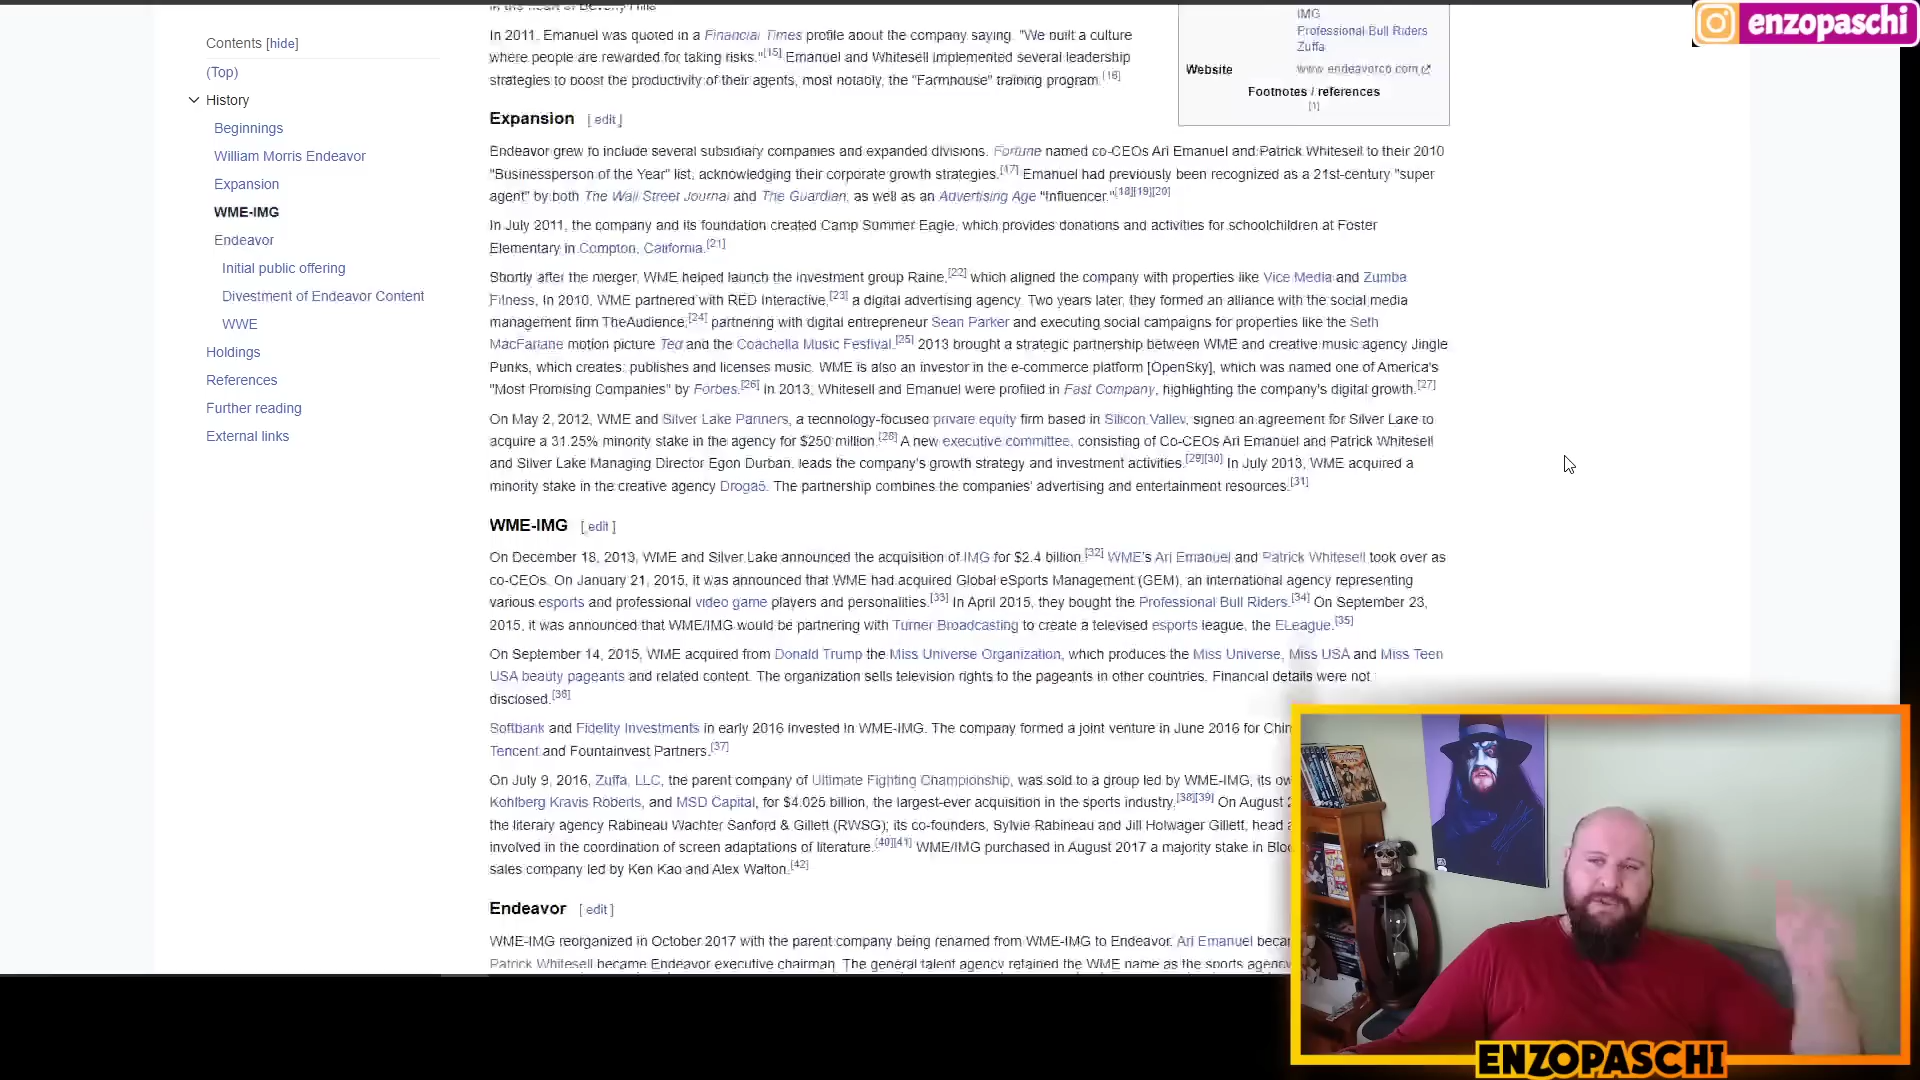 enzopaschi
Contents [hide]
(Top)
History
Beginnings
William Morris Endeavor
Expansion
WME-IMG
Endeavor
Initial public offering
Divestment of Endeavor Content
WWE
Holdings
References
Further reading
External links
in the heart of Beverly Hills
In 2011, Emanuel was quoted in a Financial Times profile about the company saying, "We built a culture
where people are rewarded for taking risks."[15] Emanuel and Whitesell implemented several leadership
strategies to boost the productivity of their agents, most notably, the "Farmhouse" training program.[16]
IMG
Professional Bull Riders
Zuffa
Website www.endeavorco.com
Footnotes / references
[1]
Expansion [ edit ]
Endeavor grew to include several subsidiary companies and expanded divisions. Fortune named co-CEOs Ari Emanuel and Patrick Whitesell to their 2010
"Businessperson of the Year" list, acknowledging their corporate growth strategies.[17] Emanuel had previously been recognized as a 21st-century "super
agent" by both The Wall Street Journal and The Guardian, as well as an Advertising Age "Influencer."[18][19][20]
In July 2011, the company and its foundation created Camp Summer Eagle, which provides donations and activities for schoolchildren at Foster
Elementary in Compton, California.[21]
Shortly after the merger, WME helped launch the investment group Raine,[22] which aligned the company with properties like Vice Media and Zumba
Fitness. In 2010, WME partnered with RED Interactive,[23] a digital advertising agency. Two years later, they formed an alliance with the social media
management firm TheAudience,[24] partnering with digital entrepreneur Sean Parker and executing social campaigns for properties like the Seth
MacFarlane motion picture Ted and the Coachella Music Festival.[25] 2013 brought a strategic partnership between WME and creative music agency Jingle
Punks, which creates, publishes and licenses music. WME is also an investor in the e-commerce platform [OpenSky], which was named one of America's
"Most Promising Companies" by Forbes.[26] In 2013, Whitesell and Emanuel were profiled in Fast Company, highlighting the company's digital growth.[27]
On May 2, 2012, WME and Silver Lake Partners, a technology-focused private equity firm based in Silicon Valley, signed an agreement for Silver Lake to
acquire a 31.25% minority stake in the agency for $250 million.[28] A new executive committee, consisting of Co-CEOs Ari Emanuel and Patrick Whitesell
and Silver Lake Managing Director Egon Durban, leads the company's growth strategy and investment activities.[29][30] In July 2013, WME acquired a
minority stake in the creative agency Droga5. The partnership combines the companies' advertising and entertainment resources.[31]
WME-IMG [ edit ]
On December 18, 2013, WME and Silver Lake announced the acquisition of IMG for $2.4 billion.[32] WME's Ari Emanuel and Patrick Whitesell took over as
co-CEOs. On January 21, 2015, it was announced that WME had acquired Global eSports Management (GEM), an international agency representing
various esports and professional video game players and personalities.[33] In April 2015, they bought the Professional Bull Riders.[34] On September 23,
2015, it was announced that WME/IMG would be partnering with Turner Broadcasting to create a televised esports league, the ELeague.[35]
On September 14, 2015, WME acquired from Donald Trump the Miss Universe Organization, which produces the Miss Universe, Miss USA and Miss Teen
USA beauty pageants and related content. The organization sells television rights to the pageants in other countries. Financial details were not
disclosed.[36]
Softbank and Fidelity Investments in early 2016 invested in WME-IMG. The company formed a joint venture in June 2016 for Chin
Tencent and Fountainvest Partners.[37]
On July 9, 2016, Zuffa, LLC, the parent company of Ultimate Fighting Championship, was sold to a group led by WME-IMG, its ow
Kohlberg Kravis Roberts, and MSD Capital, for $4.025 billion, the largest-ever acquisition in the sports industry.[38][39] On August 2
the literary agency Rabineau Wachter Sanford & Gillett (RWSG); its co-founders, Sylvie Rabineau and Jill Holwager Gillett, head a
involved in the coordination of screen adaptations of literature.[40][41] WME/IMG purchased in August 2017 a majority stake in Bloo
sales company led by Ken Kao and Alex Walton.[42]
Endeavor [ edit ]
WME-IMG reorganized in October 2017 with the parent company being renamed from WME-IMG to Endeavor. Ari Emanuel becar
Patrick Whitesell became Endeavor executive chairman. The general talent agency retained the WME name as the sports agency
ENZOPASCHI